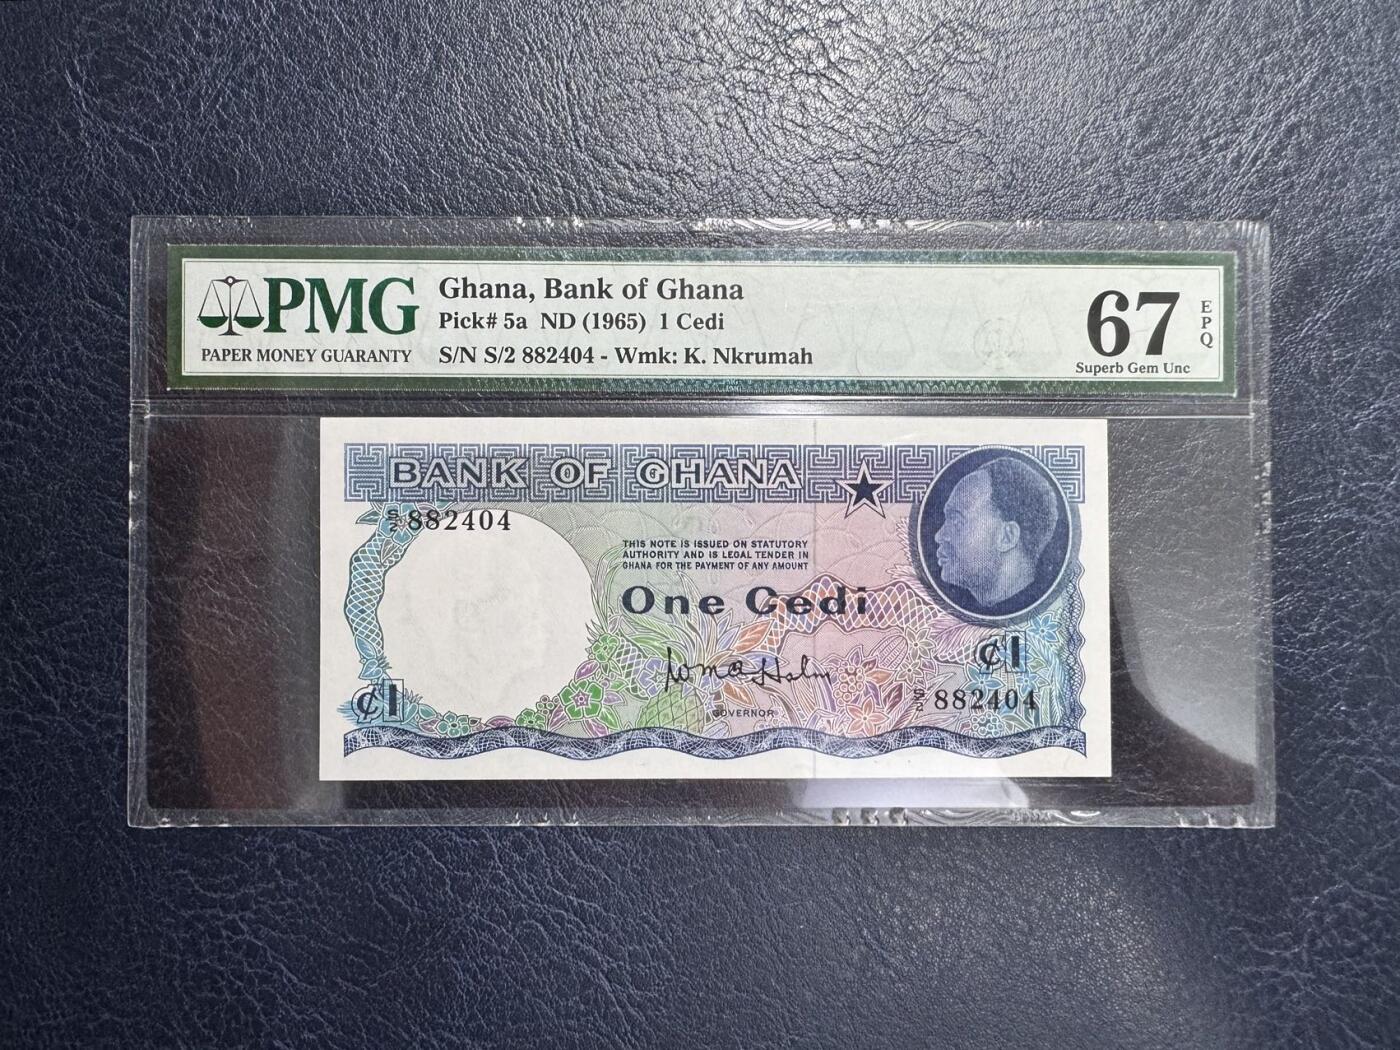 PMG
PAPER MONEY GUARANTY
Ghana, Bank of Ghana
Pick# 5a ND (1965) 1 Cedi
S/N S/2 882404 - Wmk: K. Nkrumah
67
EPQ
Superb Gem Unc
BANK OF GHANA
S/2 882404
THIS NOTE IS ISSUED ON STATUTORY
AUTHORITY AND IS LEGAL TENDER IN
GHANA FOR THE PAYMENT OF ANY AMOUNT
One Cedi
₵1
GOVERNOR
S/2 882404
₵1